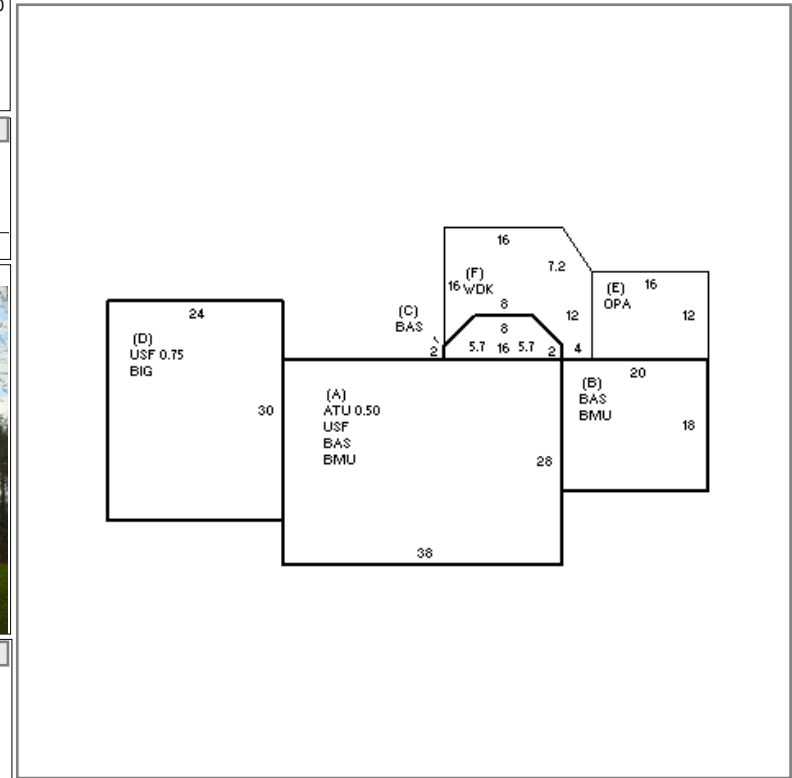 16
7.2
(F)
16 WDK
(E)
OPA
16
8
12
12
(C)
BAS
24
(D)
USF 0.75
BIG
8
2
5.7 16 5.7
2
4
20
(B)
BAS
BMU
18
(A)
ATU 0.50
USF
BAS
BMU
30
28
38